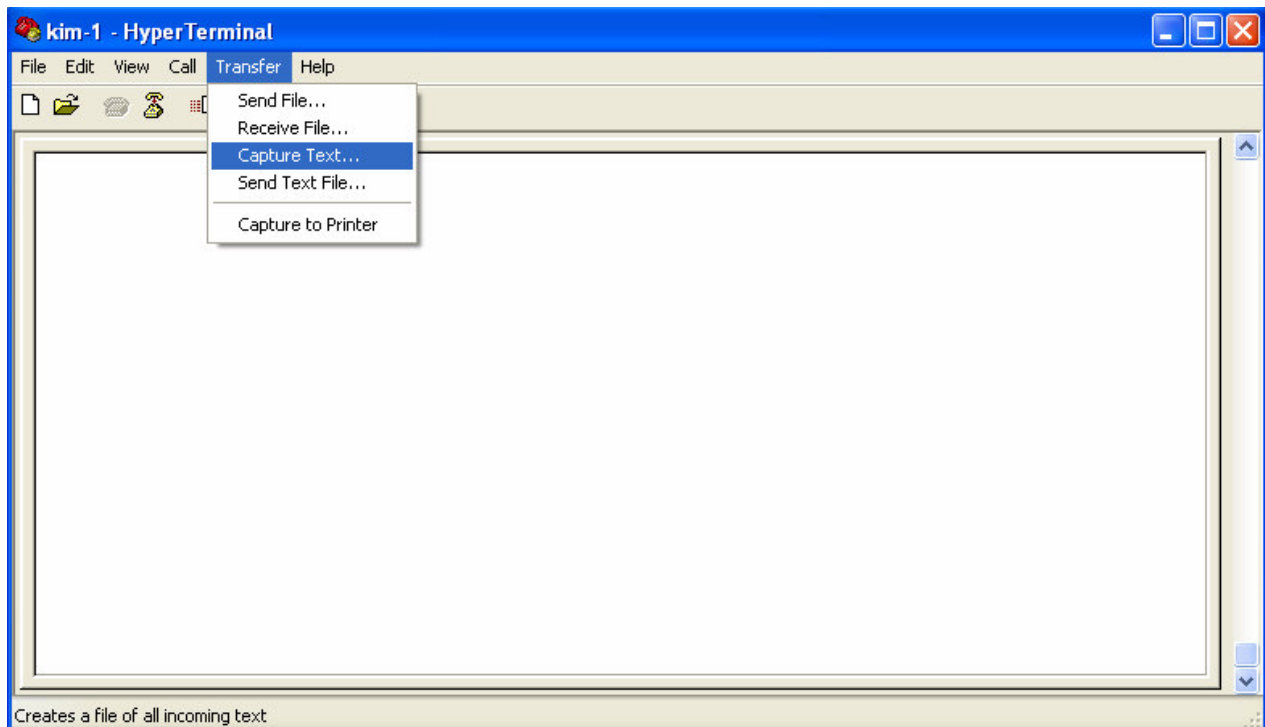 kim-1 - HyperTerminal
File Edit View Call Transfer Help
Send File...
Receive File...
Capture Text...
Send Text File...
Capture to Printer
Creates a file of all incoming text